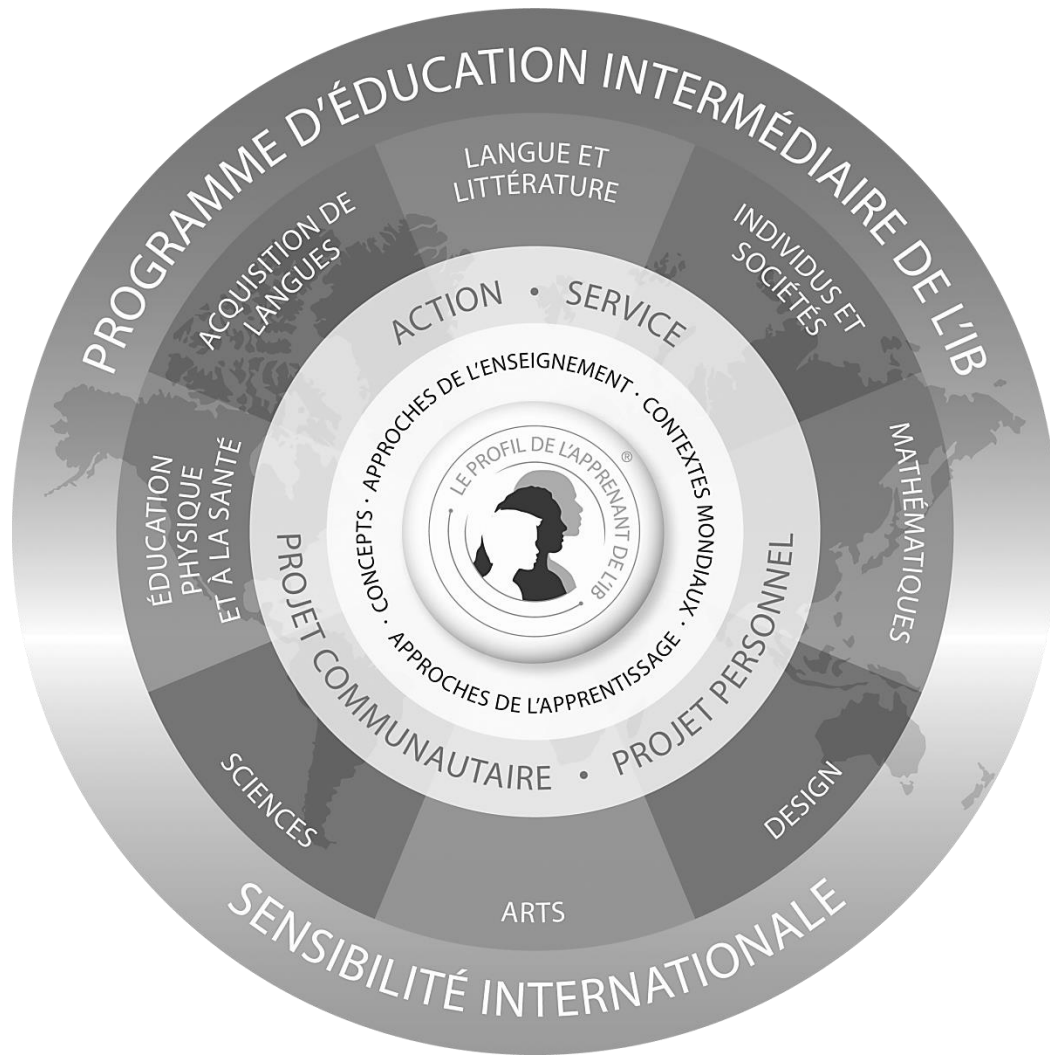 PROGRAMME D'ÉDUCATION INTERMÉDIAIRE DE L'IB
LANGUE ET
LITTÉRATURE
INDIVIDUS ET
SOCIÉTÉS
MATHÉMATIQUES
DESIGN
ARTS
SCIENCES
ÉDUCATION
PHYSIQUE
ET À LA SANTÉ
ACQUISITION DE
LANGUES
ACTION • SERVICE
PROJET COMMUNAUTAIRE • PROJET PERSONNEL
APPROCHES DE L'ENSEIGNEMENT · CONTEXTES MONDIAUX · APPROCHES DE L'APPRENTISSAGE · CONCEPTS ·
LE PROFIL DE L'APPRENANT DE L'IB
®
SENSIBILITÉ INTERNATIONALE